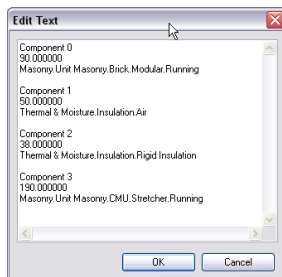 Edit Text
Component 0
90.000000
Masonry.Unit Masonry.Brick.Modular.Running
Component 1
50.000000
Thermal & Moisture.Insulation.Air
Component 2
38.000000
Thermal & Moisture.Insulation.Rigid Insulation
Component 3
190.000000
Masonry.Unit Masonry.CMU.Stretcher.Running
OK
Cancel